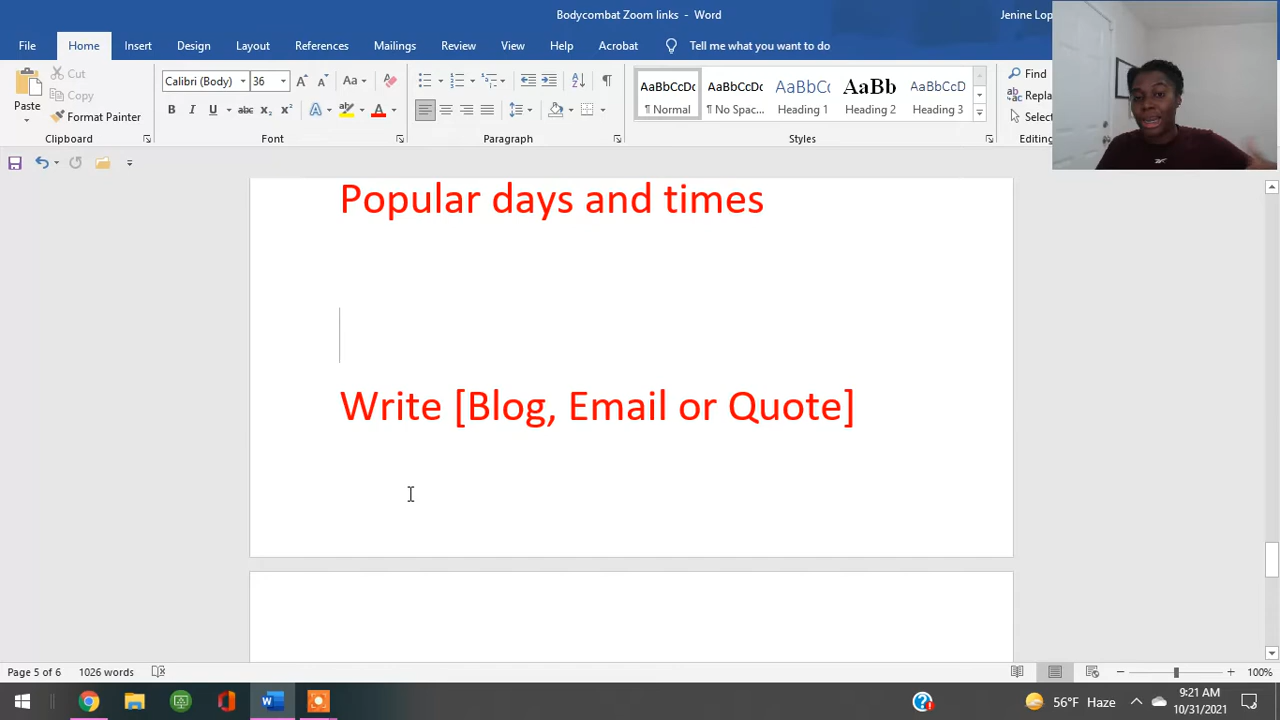 Bodycombat Zoom links - Word
Jenine Lop
File Home Insert Design Layout References Mailings Review View Help Acrobat Tell me what you want to do
Paste
Cut
Copy
Format Painter
Clipboard
Calibri (Body) 36
Font
Paragraph
AaBbCcDc AaBbCcDc AaBbCc AaBb AaBbCcD
¶ Normal ¶ No Spac... Heading 1 Heading 2 Heading 3
Styles
Find
Repla
Select
Editing
Popular days and times
Write [Blog, Email or Quote]
Page 5 of 6 1026 words
100%
56°F Haze
9:21 AM
10/31/2021